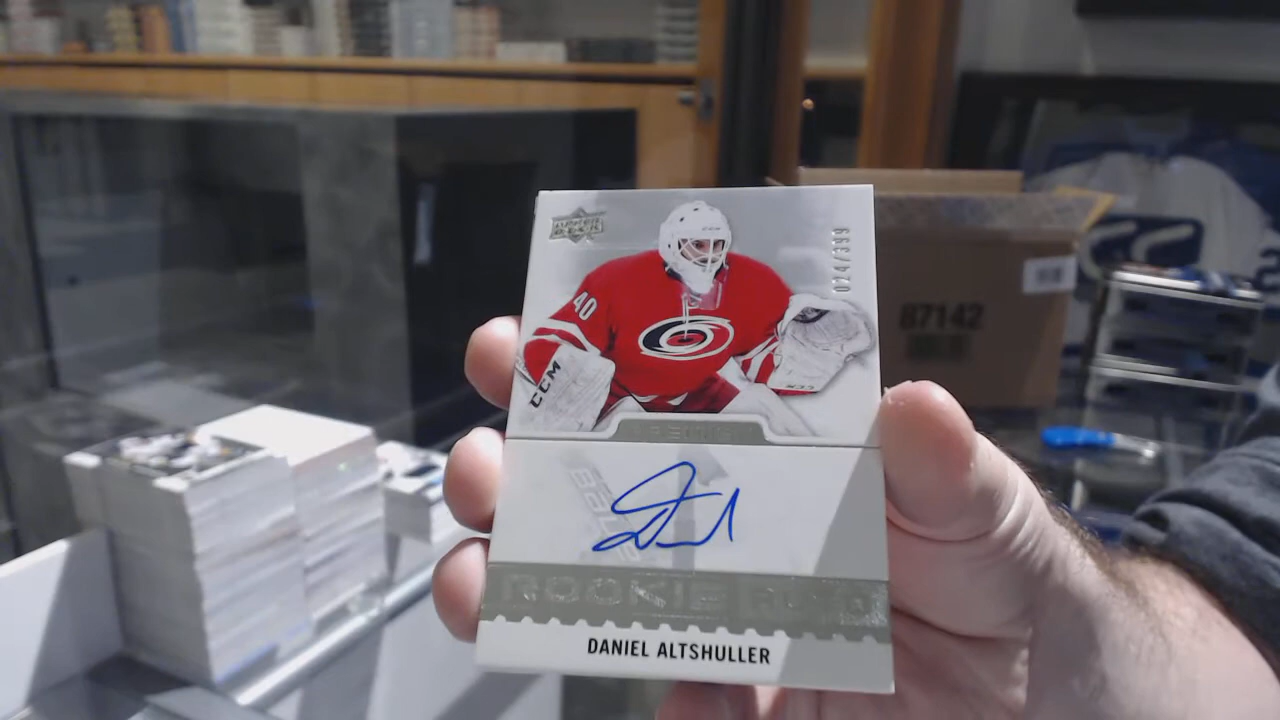 UPPER DECK
024/399
40
CCM
ROOKIE AUTO
DANIEL ALTSHULLER
87142